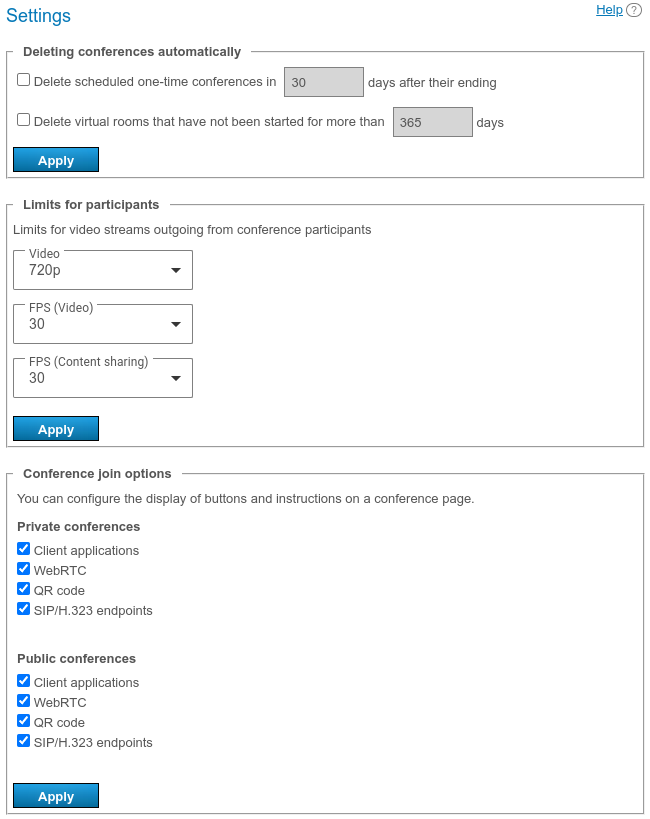 Settings
Help ?
Deleting conferences automatically
Delete scheduled one-time conferences in 30 days after their ending
Delete virtual rooms that have not been started for more than 365 days
Apply
Limits for participants
Limits for video streams outgoing from conference participants
Video
720p
FPS (Video)
30
FPS (Content sharing)
30
Apply
Conference join options
You can configure the display of buttons and instructions on a conference page.
Private conferences
Client applications
WebRTC
QR code
SIP/H.323 endpoints
Public conferences
Client applications
WebRTC
QR code
SIP/H.323 endpoints
Apply